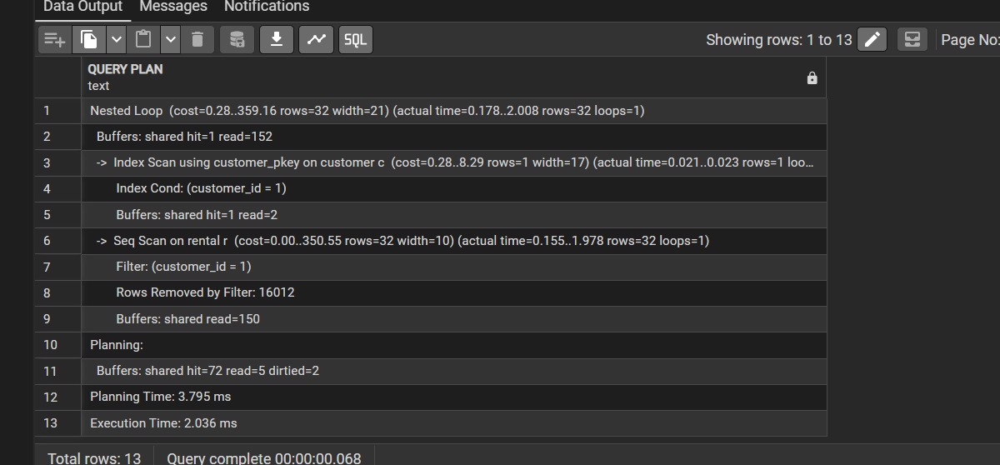 Data Output Messages Notifications
SQL Showing rows: 1 to 13 Page No:
QUERY PLAN
text
1 Nested Loop (cost=0.28..359.16 rows=32 width=21) (actual time=0.178..2.008 rows=32 loops=1)
2 Buffers: shared hit=1 read=152
3 -> Index Scan using customer_pkey on customer c (cost=0.28..8.29 rows=1 width=17) (actual time=0.021..0.023 rows=1 loo...
4 Index Cond: (customer_id = 1)
5 Buffers: shared hit=1 read=2
6 -> Seq Scan on rental r (cost=0.00..350.55 rows=32 width=10) (actual time=0.155..1.978 rows=32 loops=1)
7 Filter: (customer_id = 1)
8 Rows Removed by Filter: 16012
9 Buffers: shared read=150
10 Planning:
11 Buffers: shared hit=72 read=5 dirtied=2
12 Planning Time: 3.795 ms
13 Execution Time: 2.036 ms
Total rows: 13 Query complete 00:00:00.068